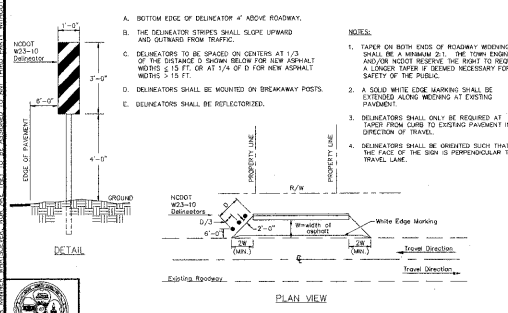 1'-0"
NCDOT
W23-10
Delineator
3'-0"
6'-0"
EDGE OF PAVEMENT
4'-0"
GROUND
DETAIL
A. BOTTOM EDGE OF DELINEATOR 4' ABOVE ROADWAY.
B. THE DELINEATOR STRIPES SHALL SLOPE UPWARD
AND OUTWARD FROM TRAFFIC.
C. DELINEATORS TO BE SPACED ON CENTERS AT 1/3
OF THE DISTANCE D SHOWN BELOW FOR NEW ASPHALT
WIDTHS ≤ 15 FT. OR AT 1/4 OF D FOR NEW ASPHALT
WIDTHS > 15 FT.
D. DELINEATORS SHALL BE MOUNTED ON BREAKAWAY POSTS.
E. DELINEATORS SHALL BE REFLECTORIZED.
NOTES:
1. TAPER ON BOTH ENDS OF ROADWAY WIDENING
SHALL BE A MINIMUM 2:1. THE TOWN ENGIN
AND/OR NCDOT RESERVE THE RIGHT TO REQ
A LONGER TAPER IF DEEMED NECESSARY FOR
SAFETY OF THE PUBLIC.
2. A SOLID WHITE EDGE MARKING SHALL BE
EXTENDED ALONG WIDENING AT EXISTING
PAVEMENT.
3. DELINEATORS SHALL ONLY BE REQUIRED AT
TAPER FROM CURB TO EXISTING PAVEMENT I
DIRECTION OF TRAVEL.
4. DELINEATORS SHALL BE ORIENTED SUCH THAT
THE FACE OF THE SIGN IS PERPENDICULAR T
TRAVEL LANE.
PROPERTY LINE
PROPERTY LINE
R/W
NCDOT
W23-10
Delineators
D
D/3
6'-0"
2'-0"
W=width of
asphalt
White Edge Marking
2W
(MIN.)
2W
(MIN.)
Travel Direction
Travel Direction
Existing Roadway
PLAN VIEW